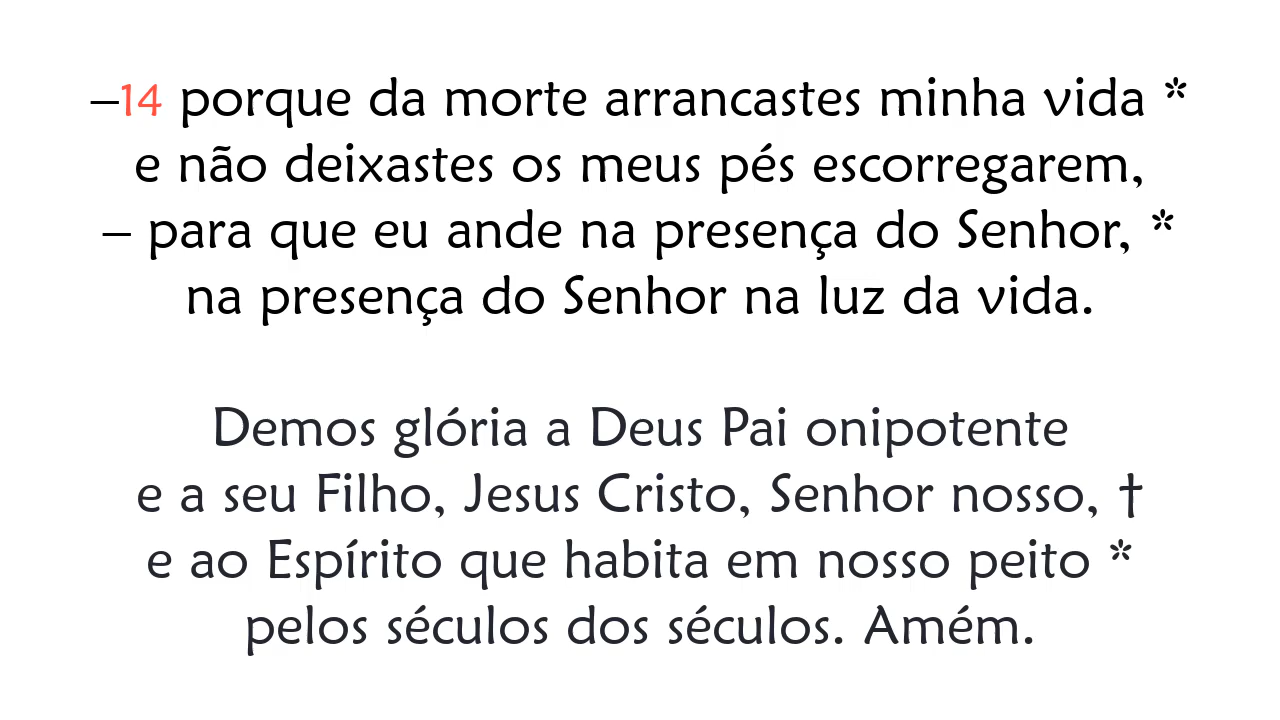 –14 porque da morte arrancastes minha vida *
e não deixastes os meus pés escorregarem,
– para que eu ande na presença do Senhor, *
na presença do Senhor na luz da vida.
Demos glória a Deus Pai onipotente
e a seu Filho, Jesus Cristo, Senhor nosso, †
e ao Espírito que habita em nosso peito *
pelos séculos dos séculos. Amém.